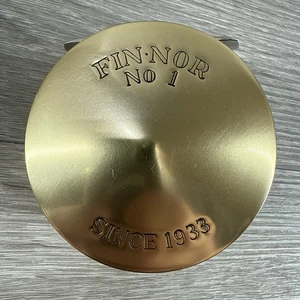 FIN·NOR
NO 1
SINCE 1933